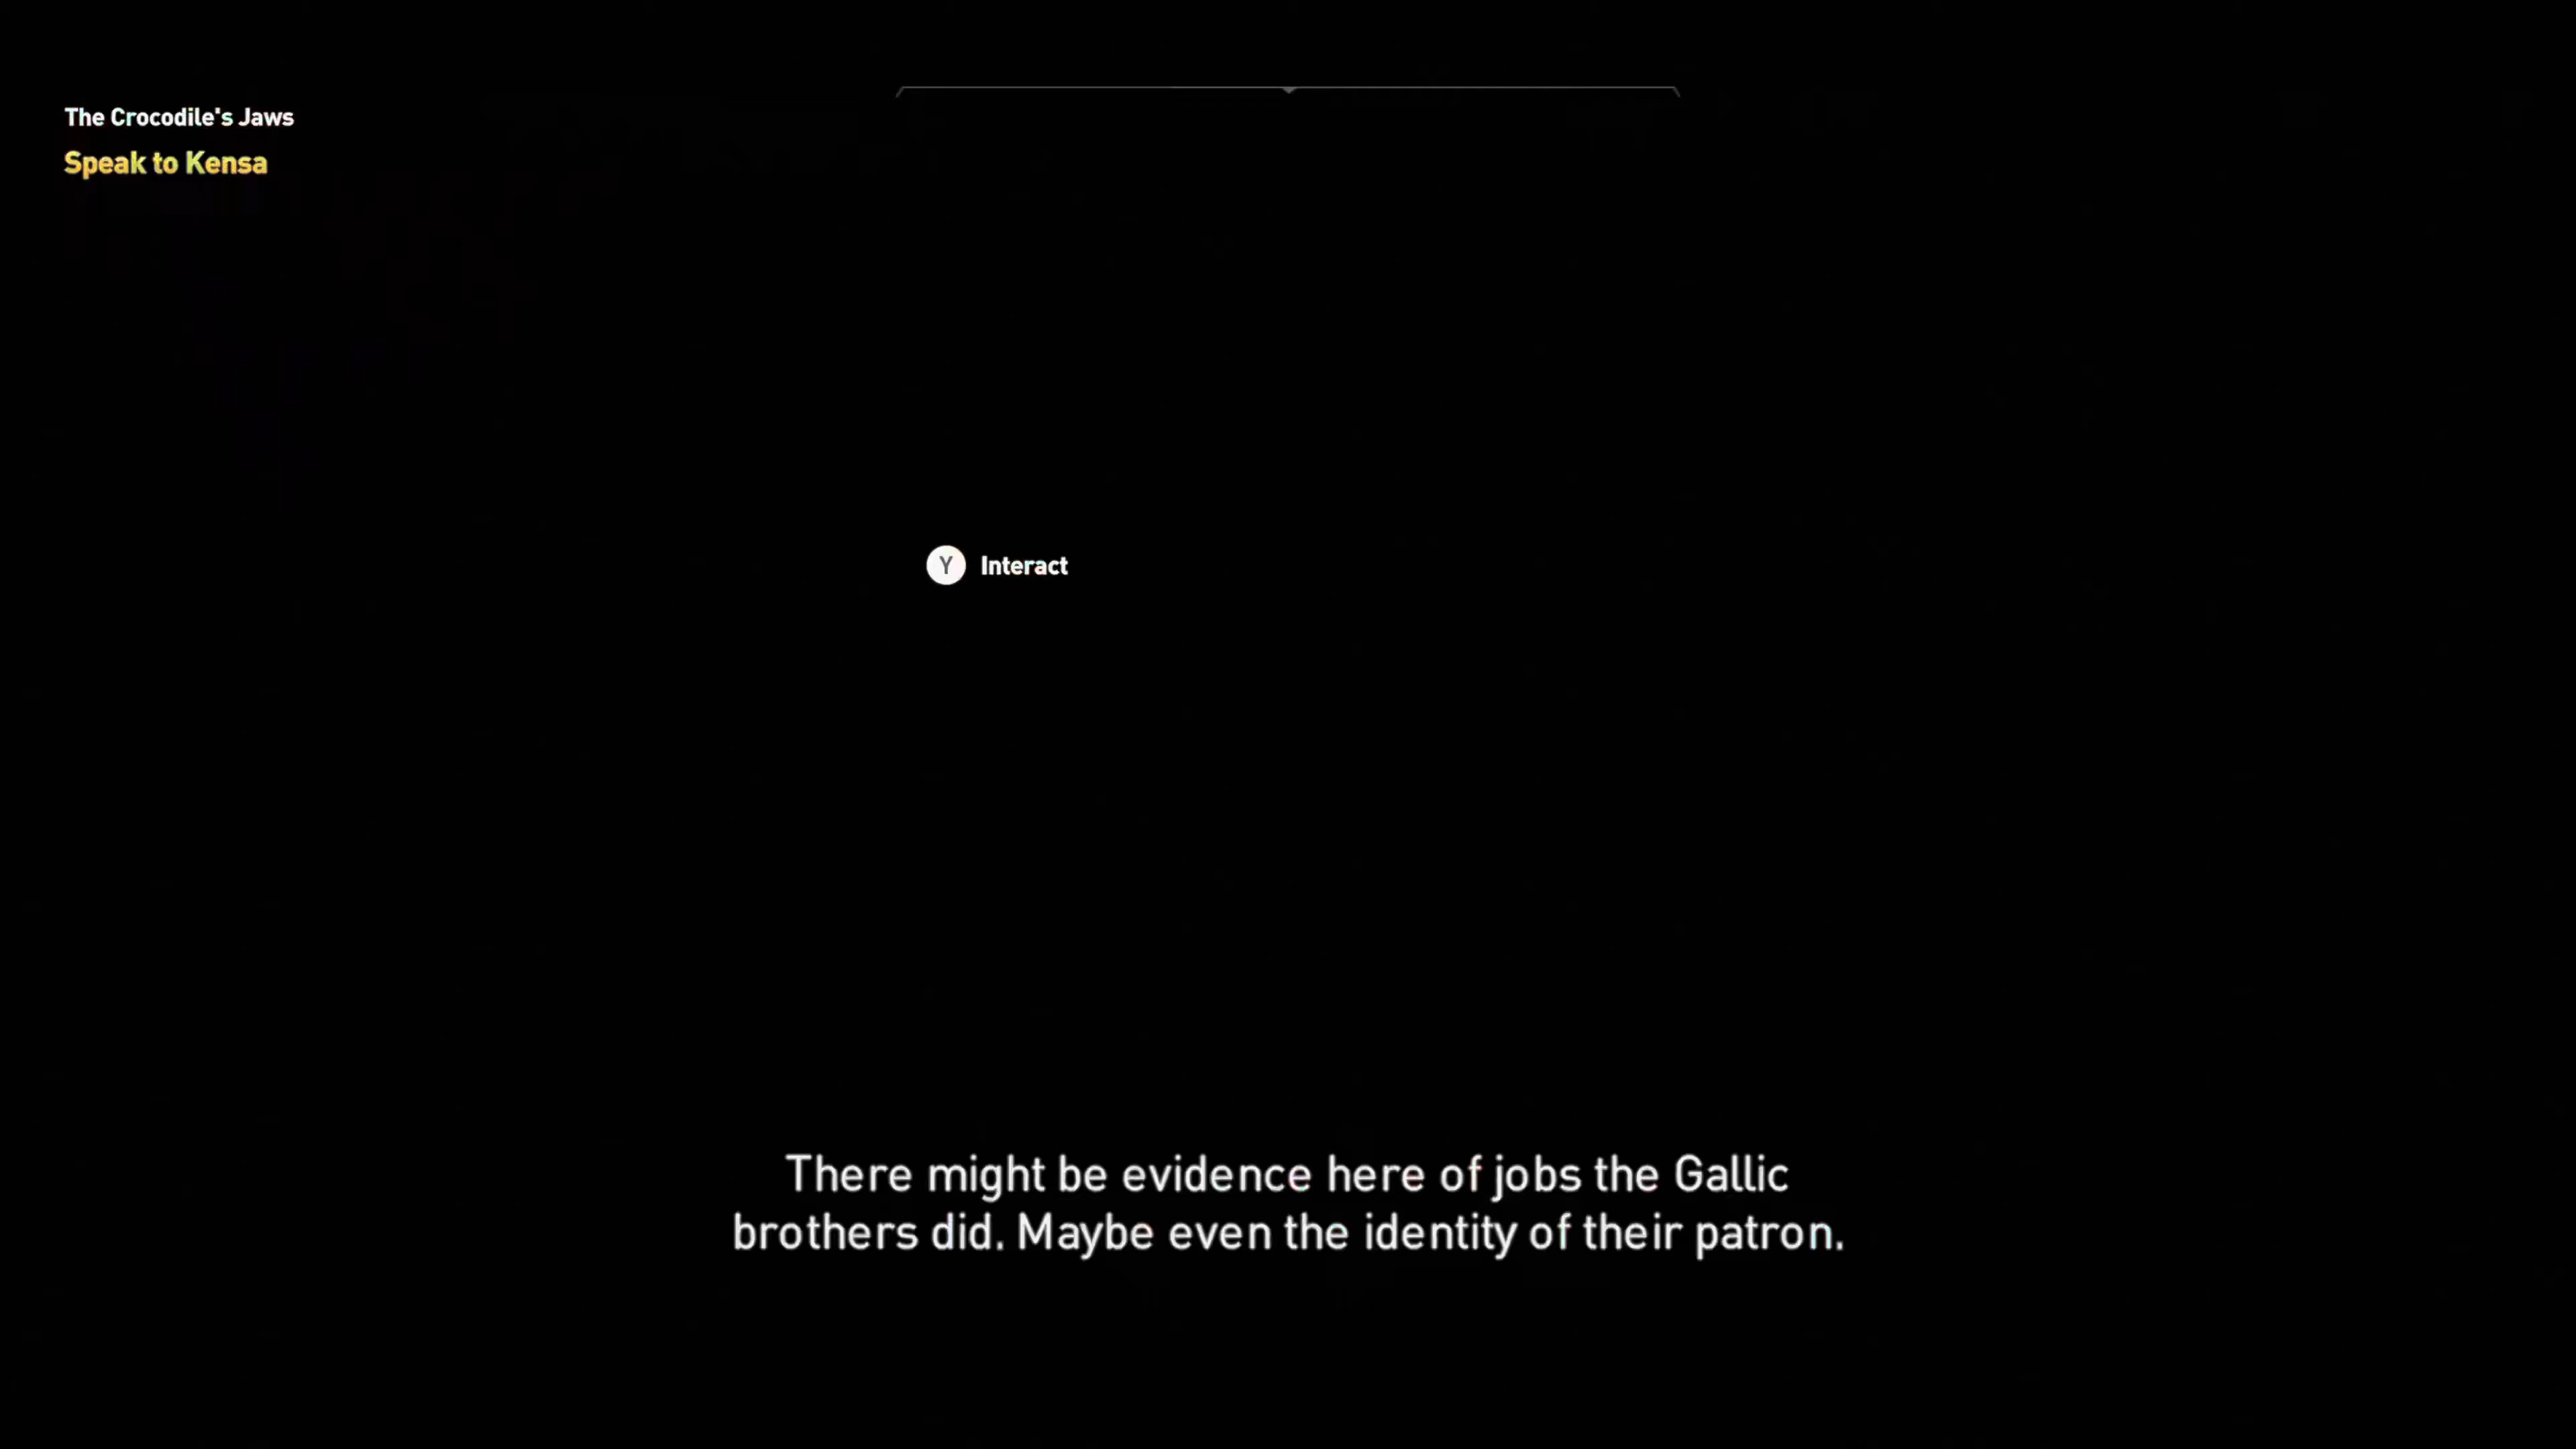 The Crocodile's Jaws
Speak to Kensa
Y Interact
There might be evidence here of jobs the Gallic
brothers did. Maybe even the identity of their patron.